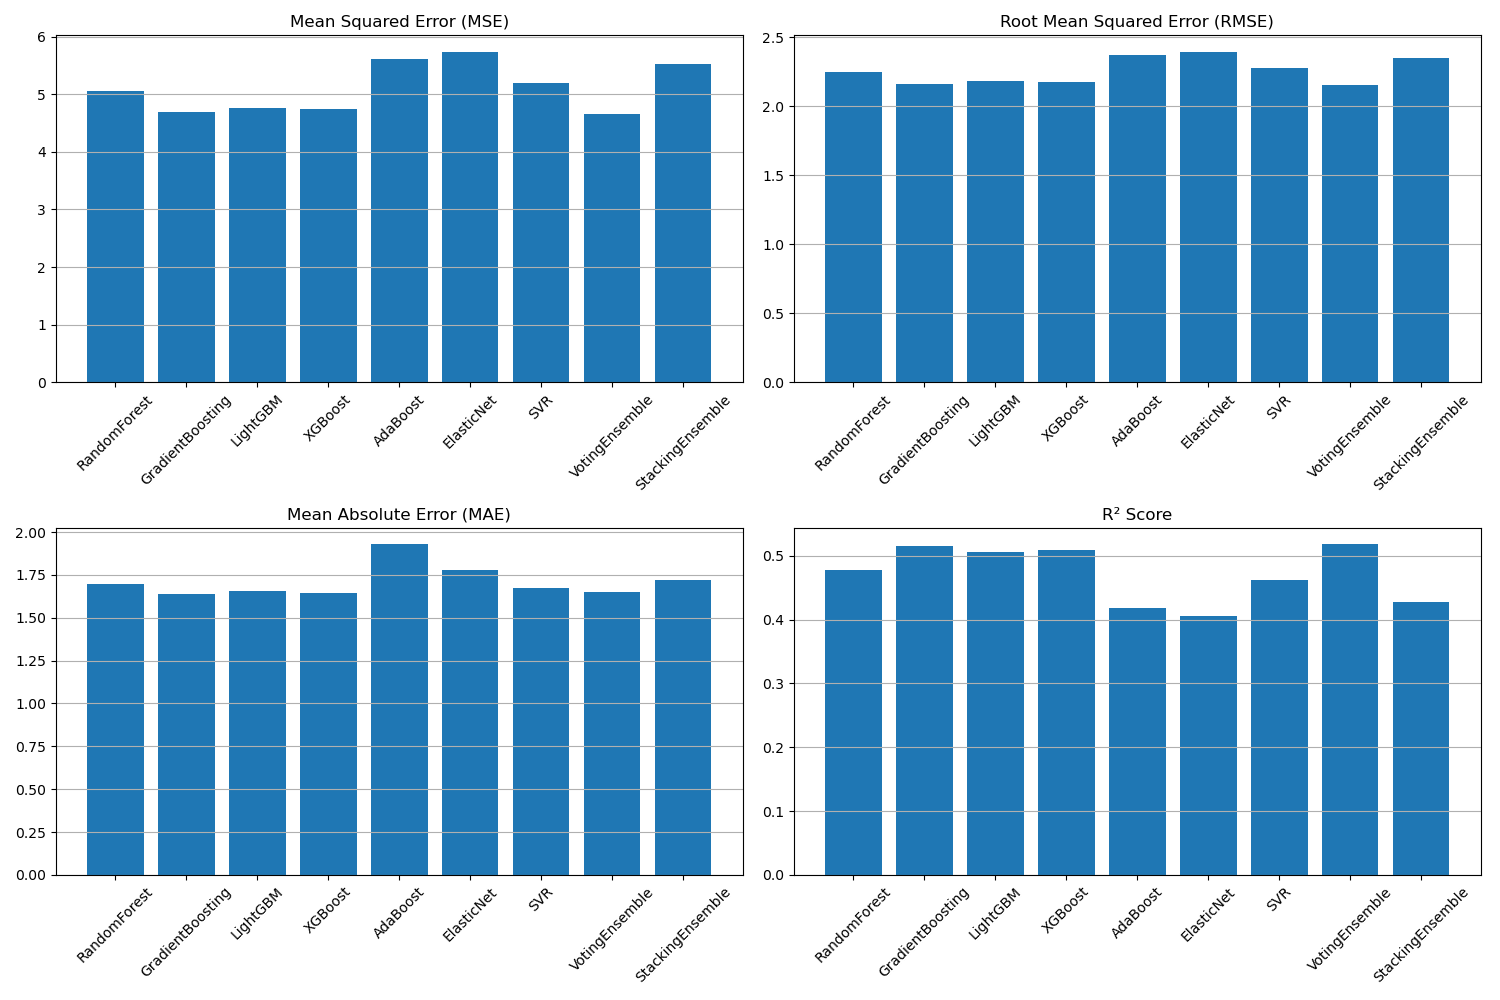 Mean Squared Error (MSE)
6
5
4
3
2
1
0
RandomForest
GradientBoosting
LightGBM
XGBoost
AdaBoost
ElasticNet
SVR
VotingEnsemble
StackingEnsemble
Root Mean Squared Error (RMSE)
2.5
2.0
1.5
1.0
0.5
0.0
RandomForest
GradientBoosting
LightGBM
XGBoost
AdaBoost
ElasticNet
SVR
VotingEnsemble
StackingEnsemble
Mean Absolute Error (MAE)
2.00
1.75
1.50
1.25
1.00
0.75
0.50
0.25
0.00
RandomForest
GradientBoosting
LightGBM
XGBoost
AdaBoost
ElasticNet
SVR
VotingEnsemble
StackingEnsemble
R² Score
0.5
0.4
0.3
0.2
0.1
0.0
RandomForest
GradientBoosting
LightGBM
XGBoost
AdaBoost
ElasticNet
SVR
VotingEnsemble
StackingEnsemble